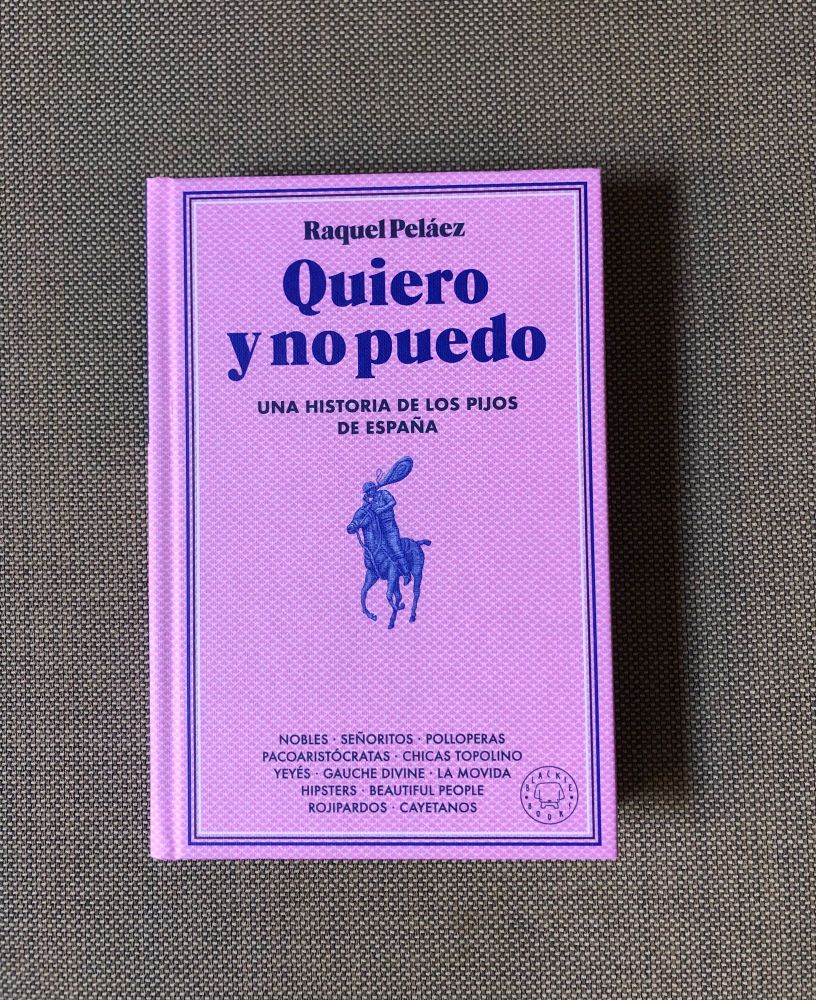 Raquel Peláez
Quiero
y no puedo
UNA HISTORIA DE LOS PIJOS
DE ESPAÑA
NOBLES · SEÑORITOS · POLLOPERAS
PACOARISTÓCRATAS · CHICAS TOPOLINO
YEYÉS · GAUCHE DIVINE · LA MOVIDA
HIPSTERS · BEAUTIFUL PEOPLE
ROJIPARDOS · CAYETANOS
BLACKIE BOOKS